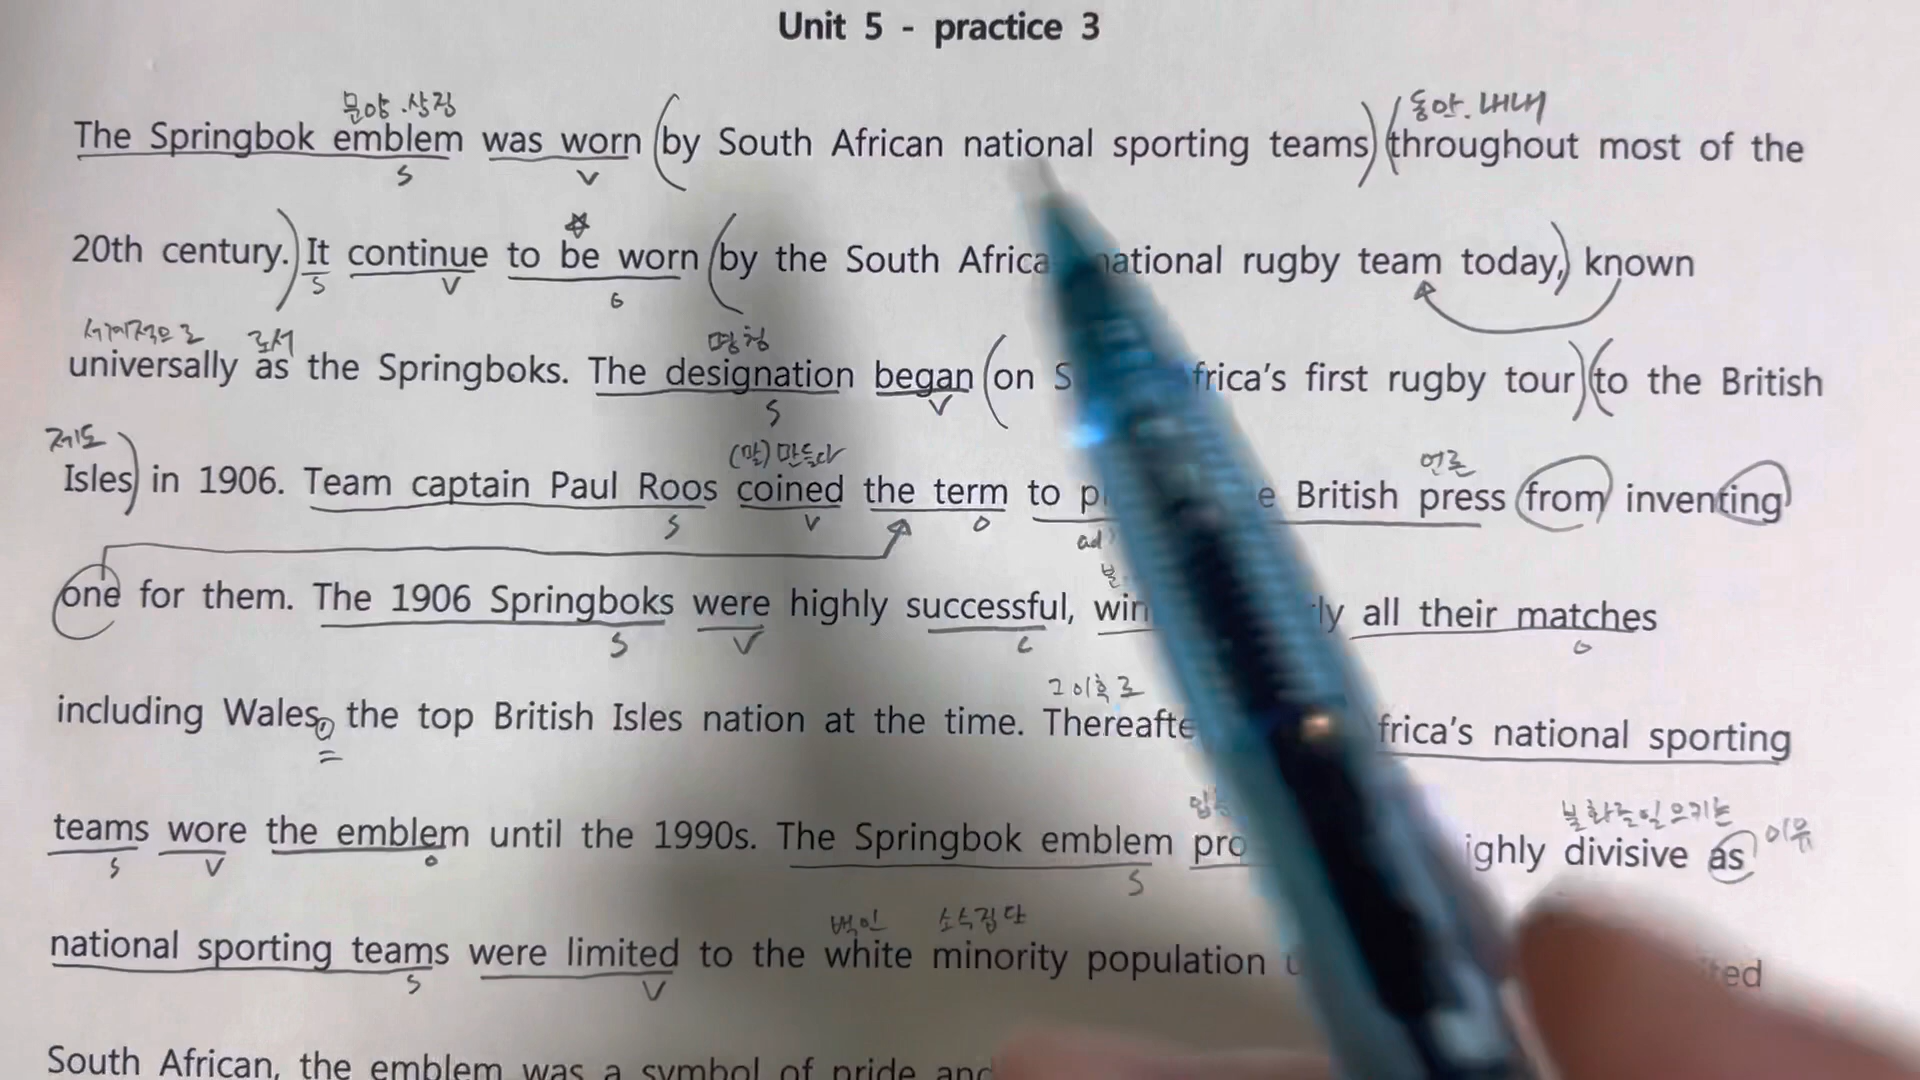 Unit 5 - practice 3
문양.상징 동안.내내
The Springbok emblem was worn (by South African national sporting teams) (throughout most of the
S V
20th century.) It continue to be worn (by the South Africa national rugby team today,) known
S V o
세계적으로 로서 명칭
universally as the Springboks. The designation began (on S frica's first rugby tour) (to the British
S V
제도 (말)만들다 언론
Isles) in 1906. Team captain Paul Roos coined the term to p e British press from inventing
S V o ad
one for them. The 1906 Springboks were highly successful, win ly all their matches
S V c o
그 이후로
including Wales, the top British Isles nation at the time. Thereafte frica's national sporting
불화를일으키는 이유
teams wore the emblem until the 1990s. The Springbok emblem pro ighly divisive as
S V o S
백인 소수집단
national sporting teams were limited to the white minority population
S V
South African, the emblem was a symbol of pride and